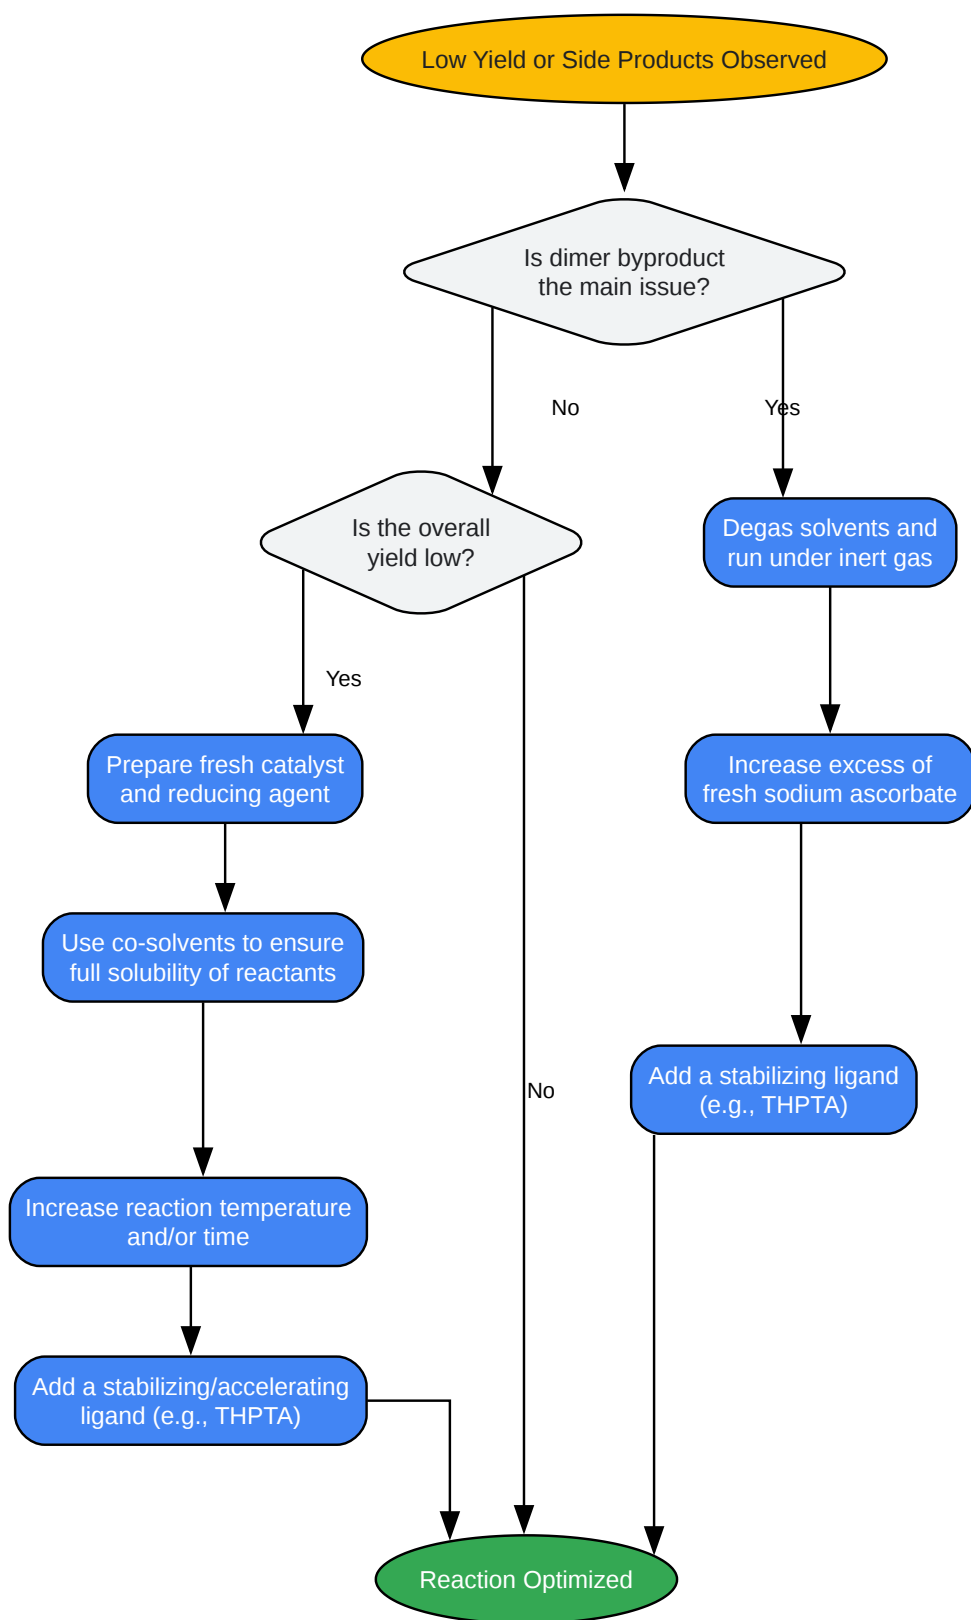 Low Yield or Side Products Observed
Is dimer byproduct
the main issue?
No
Yes
Is the overall
yield low?
Degas solvents and
run under inert gas
Yes
Prepare fresh catalyst
and reducing agent
Increase excess of
fresh sodium ascorbate
Use co-solvents to ensure
full solubility of reactants
No
Add a stabilizing ligand
(e.g., THPTA)
Increase reaction temperature
and/or time
Add a stabilizing/accelerating
ligand (e.g., THPTA)
Reaction Optimized